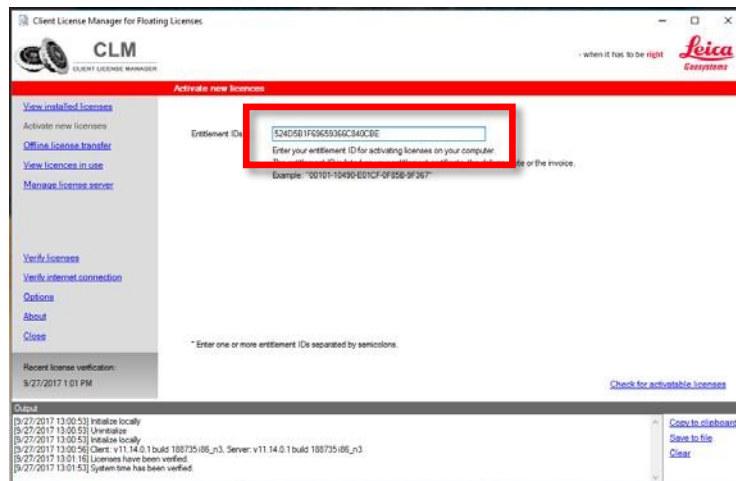 Client License Manager for Floating Licenses
CLM
CLIENT LICENSE MANAGER
- when it has to be right
Leica
Geosystems
Activate new licences
View installed licenses
Activate new licenses
Offline license transfer
View licences in use
Manage license server
Verify licenses
Verify internet connection
Options
About
Close
Recent license verification:
9/27/2017 1:01 PM
Entitlement IDs
524D5B1F69659366C840CBE
Enter your entitlement ID for activating licenses on your computer.
or the invoice.
Example: "00101-10490-E01CF-0F85B-9F367"
* Enter one or more entitlement IDs separated by semicolons.
Check for activatable licenses
Output
[9/27/2017 13:00:53] Initialize locally
[9/27/2017 13:00:53] Uninitialize
[9/27/2017 13:00:53] Initialize locally
[9/27/2017 13:00:56] Client: v11.14.0.1 build 188735 i86_n3, Server: v11.14.0.1 build 188735 i86_n3
[9/27/2017 13:01:16] Licenses have been verified.
[9/27/2017 13:01:53] System time has been verified.
Copy to clipboard
Save to file
Clear